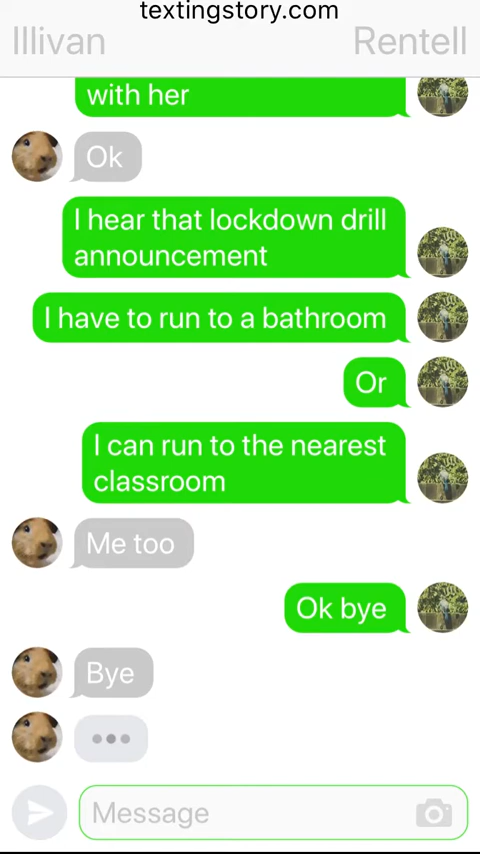 textingstory.com
Illivan
Rentell
with her
Ok
I hear that lockdown drill
announcement
I have to run to a bathroom
Or
I can run to the nearest
classroom
Me too
Ok bye
Bye
Message